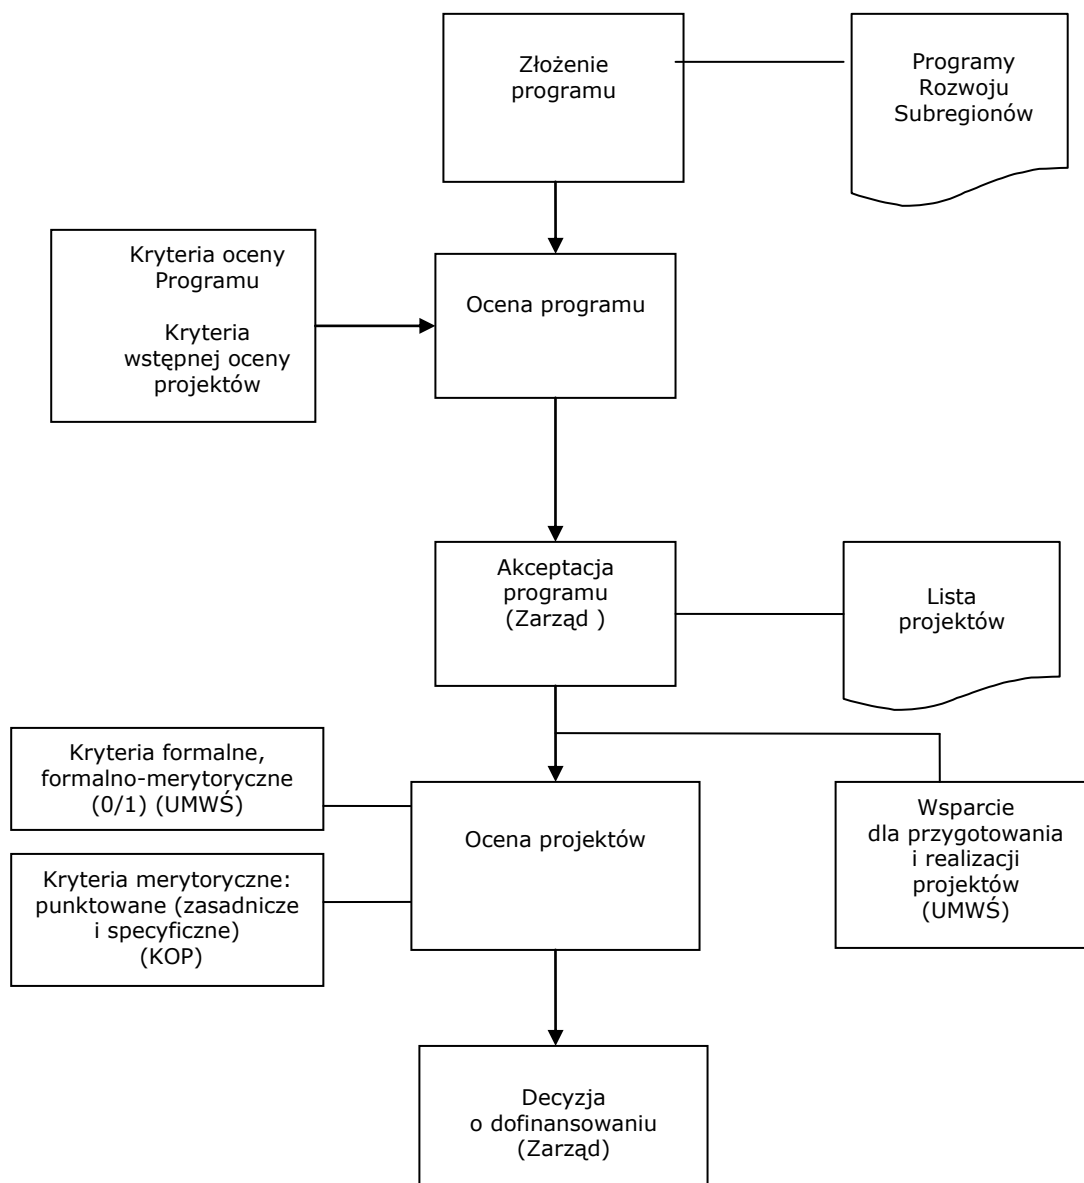 Złożenie
programu
Programy
Rozwoju
Subregionów
Kryteria oceny
Programu
Kryteria
wstępnej oceny
projektów
Ocena programu
Akceptacja
programu
(Zarząd )
Lista
projektów
Kryteria formalne,
formalno-merytoryczne
(0/1) (UMWŚ)
Kryteria merytoryczne:
punktowane (zasadnicze
i specyficzne)
(KOP)
Ocena projektów
Wsparcie
dla przygotowania
i realizacji
projektów
(UMWŚ)
Decyzja
o dofinansowaniu
(Zarząd)